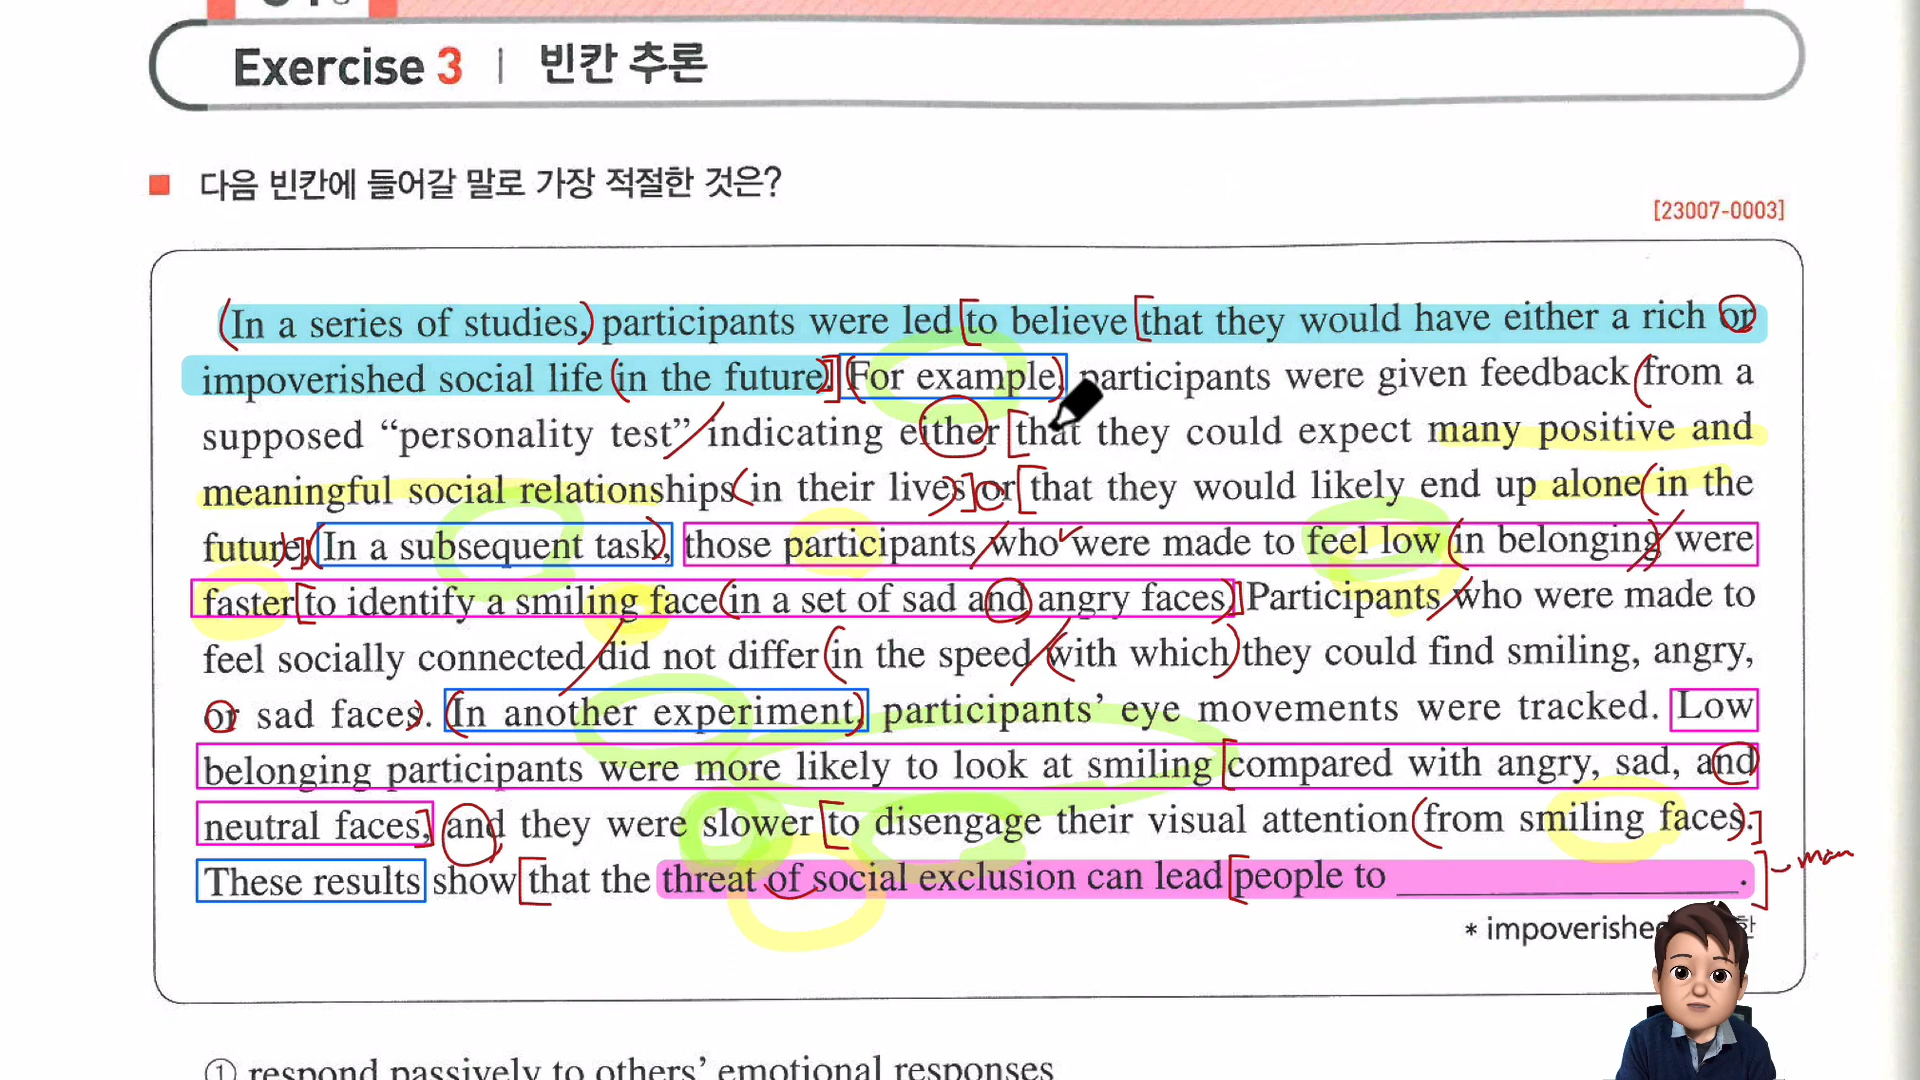 Exercise 3 | 빈칸 추론
다음 빈칸에 들어갈 말로 가장 적절한 것은?
[23007-0003]
In a series of studies, participants were led to believe that they would have either a rich or
impoverished social life in the future. For example, participants were given feedback from a
supposed “personality test” indicating either that they could expect many positive and
meaningful social relationships in their lives or that they would likely end up alone in the
future. In a subsequent task, those participants who were made to feel low in belonging were
faster to identify a smiling face in a set of sad and angry faces. Participants who were made to
feel socially connected did not differ in the speed with which they could find smiling, angry,
or sad faces. In another experiment, participants’ eye movements were tracked. Low
belonging participants were more likely to look at smiling compared with angry, sad, and
neutral faces, and they were slower to disengage their visual attention from smiling faces.
These results show that the threat of social exclusion can lead people to ____________.
* impoverished
① respond passively to others’ emotional responses